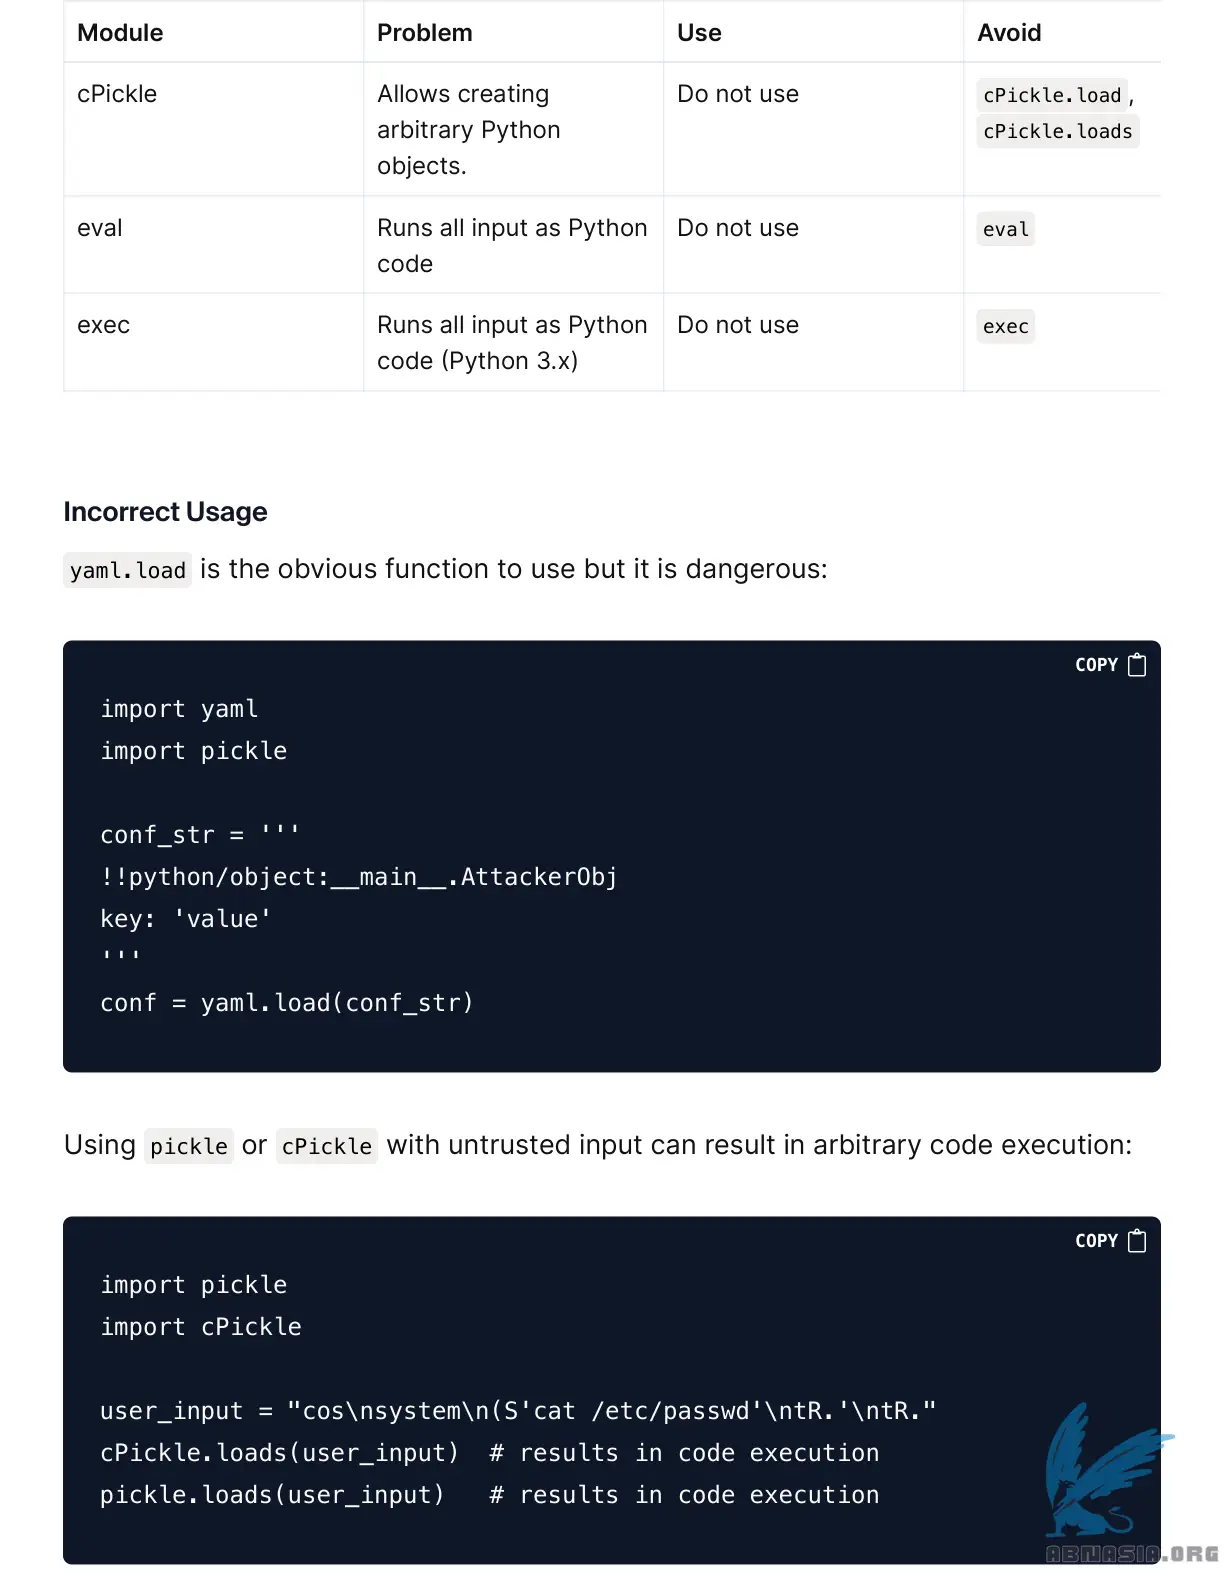 Module Problem Use Avoid
cPickle Allows creating Do not use cPickle.load,
arbitrary Python cPickle.loads
objects.
eval Runs all input as Python Do not use eval
code
exec Runs all input as Python Do not use exec
code (Python 3.x)
Incorrect Usage
yaml.load is the obvious function to use but it is dangerous:
COPY
import yaml
import pickle
conf_str = '''
!!python/object:__main__.AttackerObj
key: 'value'
'''
conf = yaml.load(conf_str)
Using pickle or cPickle with untrusted input can result in arbitrary code execution:
COPY
import pickle
import cPickle
user_input = "cos\nsystem\n(S'cat /etc/passwd'\ntR.'\ntR."
cPickle.loads(user_input)  # results in code execution
pickle.loads(user_input)   # results in code execution
ABNASIA.ORG